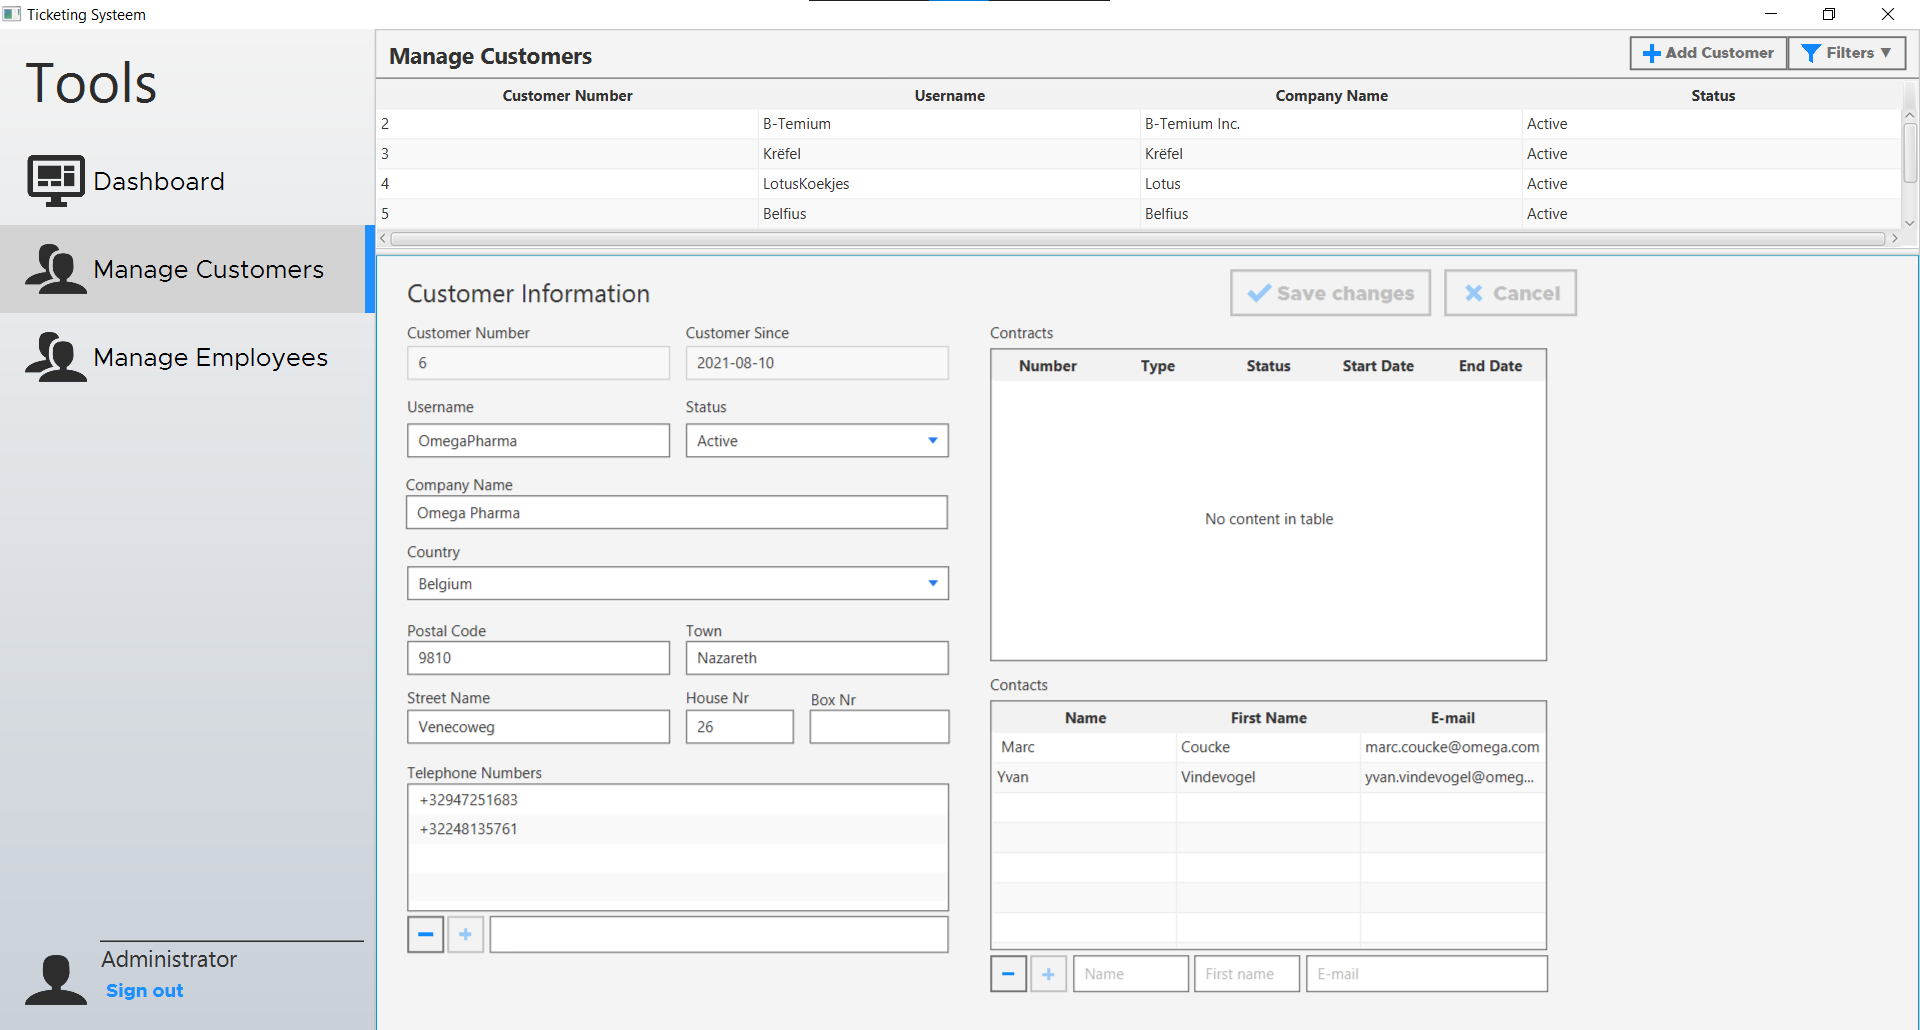 Ticketing Systeem
Tools
Dashboard
Manage Customers
Manage Employees
Administrator
Sign out
Manage Customers
Add Customer Filters ▼
Customer Number Username Company Name Status
2 B-Temium B-Temium Inc. Active
3 Krëfel Krëfel Active
4 LotusKoekjes Lotus Active
5 Belfius Belfius Active
Customer Information
Save changes Cancel
Customer Number Customer Since
6 2021-08-10
Username Status
OmegaPharma Active
Company Name
Omega Pharma
Country
Belgium
Postal Code Town
9810 Nazareth
Street Name House Nr Box Nr
Venecoweg 26
Telephone Numbers
+32947251683
+32248135761
Contracts
Number Type Status Start Date End Date
No content in table
Contacts
Name First Name E-mail
Marc Coucke marc.coucke@omega.com
Yvan Vindevogel yvan.vindevogel@omeg...
Name First name E-mail